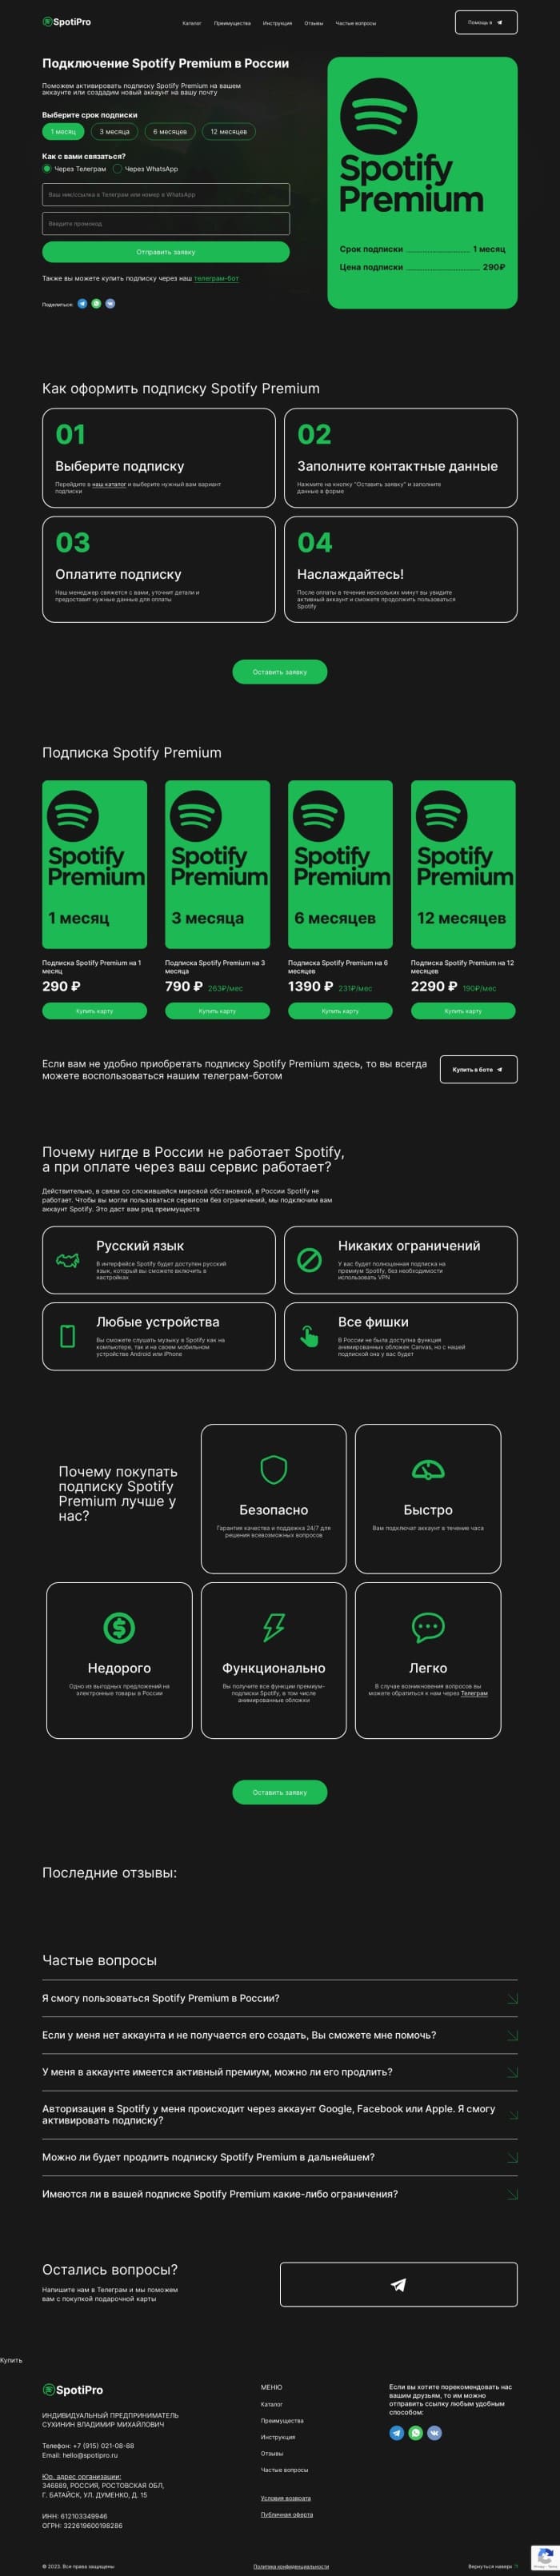 SpotiPro
Каталог Преимущества Инструкция Отзывы Частые вопросы
Помощь в
Подключение Spotify Premium в России
Поможем активировать подписку Spotify Premium на вашем
аккаунте или создадим новый аккаунт на вашу почту
Выберите срок подписки
1 месяц 3 месяца 6 месяцев 12 месяцев
Как с вами связаться?
Через Телеграм Через WhatsApp
Ваш ник/ссылка в Телеграм или номер в WhatsApp
Введите промокод
Отправить заявку
Также вы можете купить подписку через наш телеграм-бот
Поделиться:
Spotify
Premium
Срок подписки 1 месяц
Цена подписки 290₽
Как оформить подписку Spotify Premium
01
Выберите подписку
Перейдите в наш каталог и выберите нужный вам вариант
подписки
02
Заполните контактные данные
Нажмите на кнопку "Оставить заявку" и заполните
данные в форме
03
Оплатите подписку
Наш менеджер свяжется с вами, уточнит детали и
предоставит нужные данные для оплаты
04
Наслаждайтесь!
После оплаты в течение нескольких минут вы увидите
активный аккаунт и сможете продолжить пользоваться
Spotify
Оставить заявку
Подписка Spotify Premium
Spotify
Premium
1 месяц
Подписка Spotify Premium на 1
месяц
290 ₽
Купить карту
Spotify
Premium
3 месяца
Подписка Spotify Premium на 3
месяца
790 ₽ 263₽/мес
Купить карту
Spotify
Premium
6 месяцев
Подписка Spotify Premium на 6
месяцев
1390 ₽ 231₽/мес
Купить карту
Spotify
Premium
12 месяцев
Подписка Spotify Premium на 12
месяцев
2290 ₽ 190₽/мес
Купить карту
Если вам не удобно приобретать подписку Spotify Premium здесь, то вы всегда
можете воспользоваться нашим телеграм-ботом
Купить в боте
Почему нигде в России не работает Spotify,
а при оплате через ваш сервис работает?
Действительно, в связи со сложившейся мировой обстановкой, в России Spotify не
работает. Чтобы вы могли пользоваться сервисом без ограничений, мы подключим вам
аккаунт Spotify. Это даст вам ряд преимуществ
Русский язык
В интерфейсе Spotify будет доступен русский
язык, который вы сможете включить в
настройках
Никаких ограничений
У вас будет полноценная подписка на
премиум Spotify, без необходимости
использовать VPN
Любые устройства
Вы сможете слушать музыку в Spotify как на
компьютере, так и на своем мобильном
устройстве Android или iPhone
Все фишки
В России не была доступна функция
анимированных обложек Canvas, но с нашей
подпиской она у вас будет
Почему покупать
подписку Spotify
Premium лучше у
нас?
Безопасно
Гарантия качества и поддежка 24/7 для
решения всевозможных вопросов
Быстро
Вам подключат аккаунт в течение часа
Недорого
Одно из выгодных предложений на
электронные товары в России
Функционально
Вы получите все функции премиум-
подписки Spotify, в том числе
анимированные обложки
Легко
В случае возникновения вопросов вы
можете обратиться к нам через Телеграм
Оставить заявку
Последние отзывы:
Частые вопросы
Я смогу пользоваться Spotify Premium в России?
Если у меня нет аккаунта и не получается его создать, Вы сможете мне помочь?
У меня в аккаунте имеется активный премиум, можно ли его продлить?
Авторизация в Spotify у меня происходит через аккаунт Google, Facebook или Apple. Я смогу
активировать подписку?
Можно ли будет продлить подписку Spotify Premium в дальнейшем?
Имеются ли в вашей подписке Spotify Premium какие-либо ограничения?
Остались вопросы?
Напишите нам в Телеграм и мы поможем
вам с покупкой подарочной карты
Купить
SpotiPro
ИНДИВИДУАЛЬНЫЙ ПРЕДПРИНИМАТЕЛЬ
СУХИНИН ВЛАДИМИР МИХАЙЛОВИЧ
Телефон: +7 (915) 021-08-88
Email: hello@spotipro.ru
Юр. адрес организации:
346889, РОССИЯ, РОСТОВСКАЯ ОБЛ,
Г. БАТАЙСК, УЛ. ДУМЕНКО, Д. 15
ИНН: 612103349946
ОГРН: 322619600198286
МЕНЮ
Каталог
Преимущества
Инструкция
Отзывы
Частые вопросы
Условия возврата
Публичная оферта
Если вы хотите порекомендовать нас
вашим друзьям, то им можно
отправить ссылку любым удобным
способом:
© 2023. Все права защищены
Политика конфиденциальности
Вернуться наверх